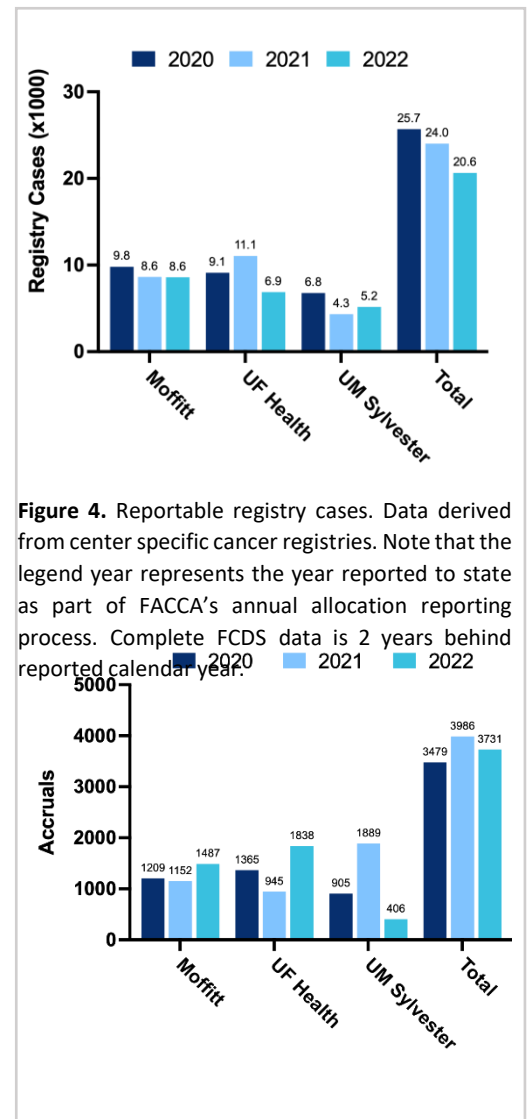 2020 2021 2022
Registry Cases (x1000)
30
20
10
0
9.8 8.6 8.6
9.1 11.1 6.9
6.8 4.3 5.2
25.7 24.0 20.6
Moffitt UF Health UM Sylvester Total
Figure 4. Reportable registry cases. Data derived
from center specific cancer registries. Note that the
legend year represents the year reported to state
as part of FACCA's annual allocation reporting
process. Complete FCDS data is 2 years behind
reported calendar year.
2020 2021 2022
Accruals
5000
4000
3000
2000
1000
0
1209 1152 1487
1365 945 1838
905 1889 406
3479 3986 3731
Moffitt UF Health UM Sylvester Total